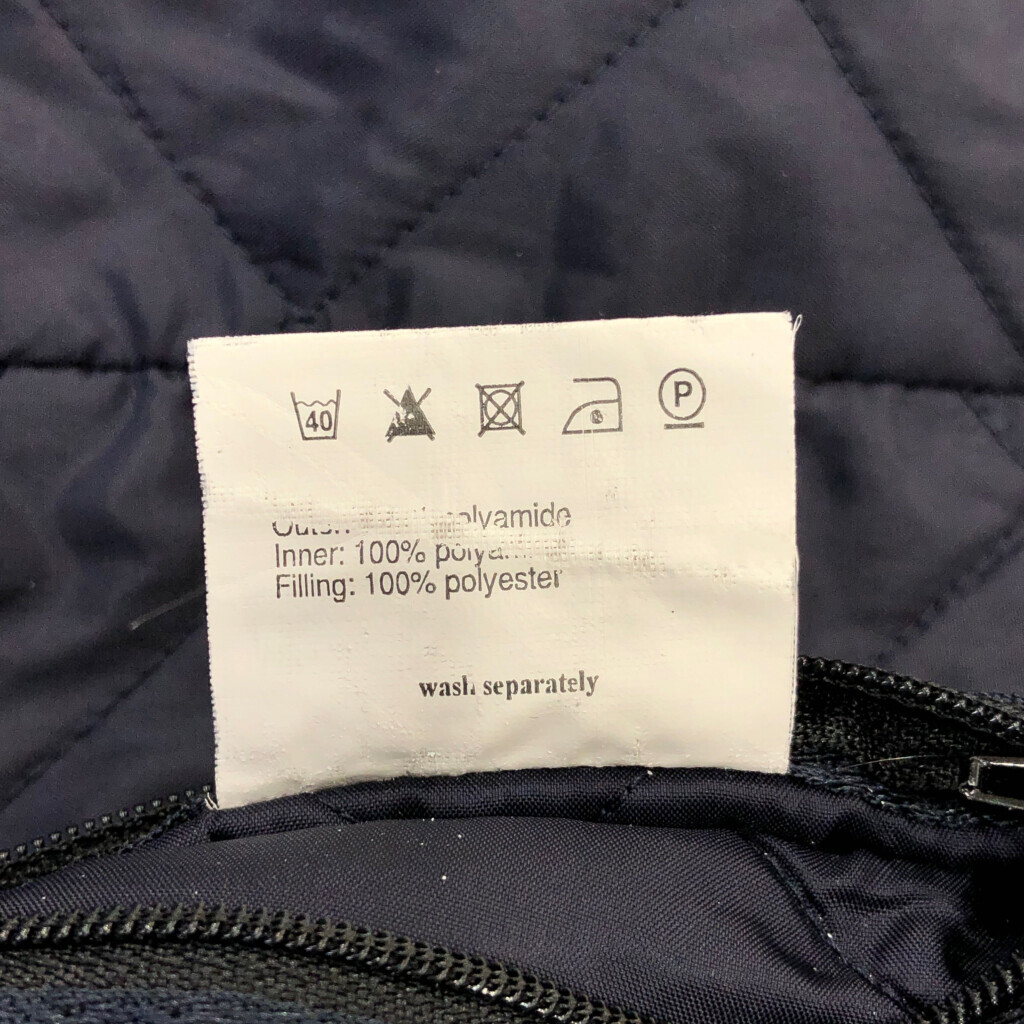 40 P
polyamide
Inner: 100%
Filling: 100% polyester
wash separately